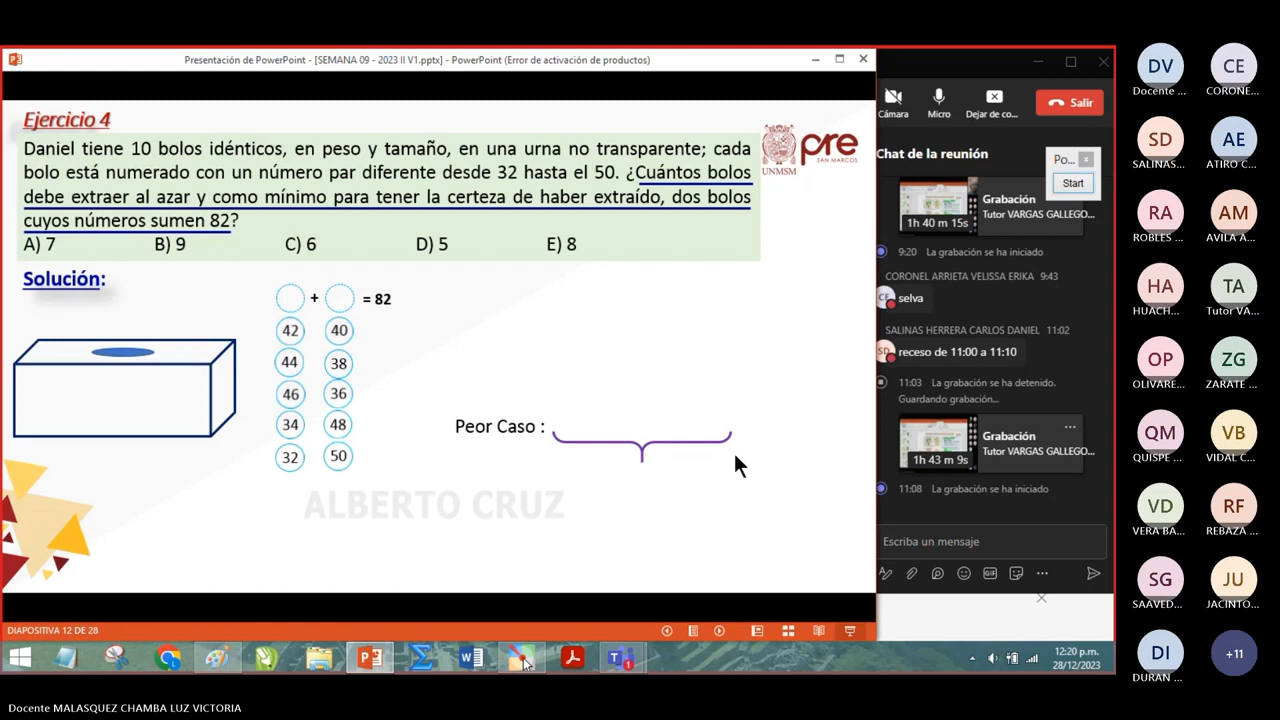 Presentación de PowerPoint - [SEMANA 09 - 2023 II V1.pptx] - PowerPoint (Error de activación de productos)
Ejercicio 4
Daniel tiene 10 bolos idénticos, en peso y tamaño, en una urna no transparente; cada
bolo está numerado con un número par diferente desde 32 hasta el 50. ¿Cuántos bolos
debe extraer al azar y como mínimo para tener la certeza de haber extraído, dos bolos
cuyos números sumen 82?
A) 7 B) 9 C) 6 D) 5 E) 8
UNMSM
pre
SAN MARCOS
Solución:
+ = 82
42 40
44 38
46 36
34 48
32 50
Peor Caso :
ALBERTO CRUZ
DIAPOSITIVA 12 DE 28
Cámara
Micro
Dejar de co...
Salir
Chat de la reunión
Po... x
Start
Grabación
Tutor VARGAS GALLEGO...
1h 40 m 15s
9:20 La grabación se ha iniciado
CORONEL ARRIETA VELISSA ERIKA 9:43
CE selva
SALINAS HERRERA CARLOS DANIEL 11:02
SD receso de 11:00 a 11:10
11:03 La grabación se ha detenido.
Guardando grabación...
Grabación
Tutor VARGAS GALLEGO...
1h 43 m 9s
11:08 La grabación se ha iniciado
Escriba un mensaje
GIF
12:20 p.m.
28/12/2023
DV CE
Docente ... CORONE...
SD AE
SALINAS... ATIRO C...
RA AM
ROBLES ... AVILA A...
HA TA
HUACH... Tutor VA...
OP ZG
OLIVARE... ZARATE ...
QM VB
QUISPE ... VIDAL C...
VD RF
VERA BA... REBAZA ...
SG JU
SAAVED... JACINTO...
DI +11
DURAN ...
Docente MALASQUEZ CHAMBA LUZ VICTORIA